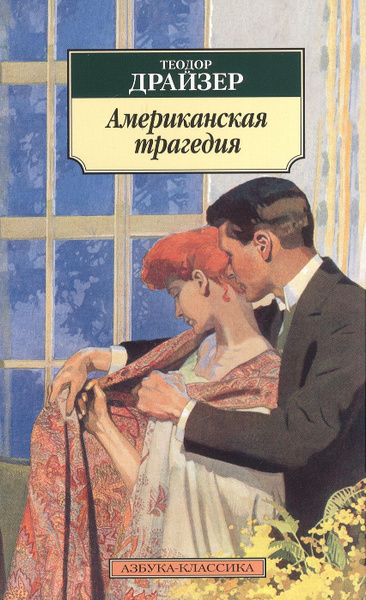 ТЕОДОР
ДРАЙЗЕР
Американская
трагедия
АЗБУКА-КЛАССИКА